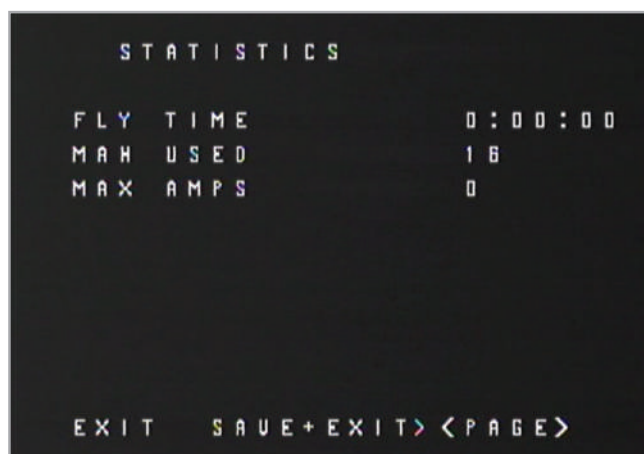 STATISTICS
FLY TIME 0:00:00
MAH USED 16
MAX AMPS 0
EXIT SAVE+EXIT> <PAGE>